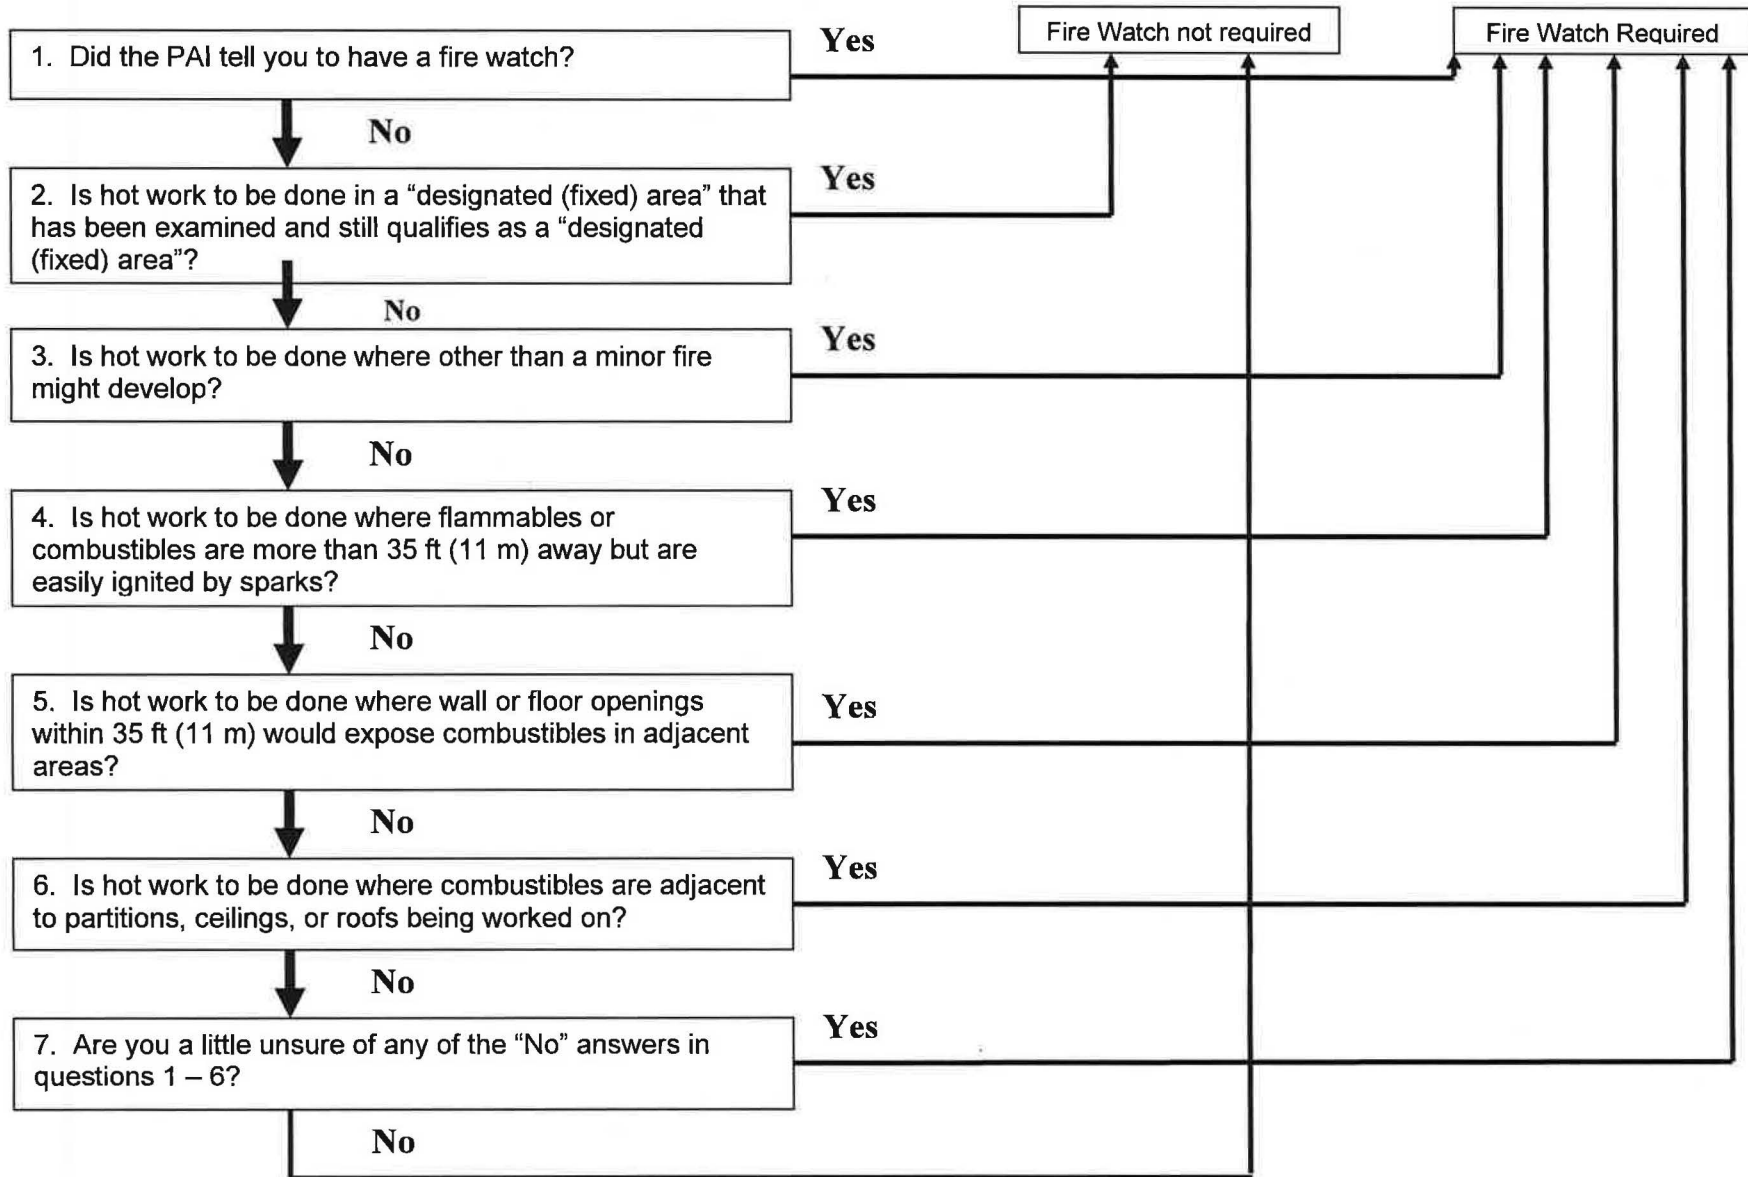 Fire Watch not required
Fire Watch Required
1. Did the PAI tell you to have a fire watch?
Yes
No
2. Is hot work to be done in a “designated (fixed) area” that
has been examined and still qualifies as a “designated
(fixed) area”?
Yes
No
3. Is hot work to be done where other than a minor fire
might develop?
Yes
No
4. Is hot work to be done where flammables or
combustibles are more than 35 ft (11 m) away but are
easily ignited by sparks?
Yes
No
5. Is hot work to be done where wall or floor openings
within 35 ft (11 m) would expose combustibles in adjacent
areas?
Yes
No
6. Is hot work to be done where combustibles are adjacent
to partitions, ceilings, or roofs being worked on?
Yes
No
7. Are you a little unsure of any of the “No” answers in
questions 1 – 6?
Yes
No